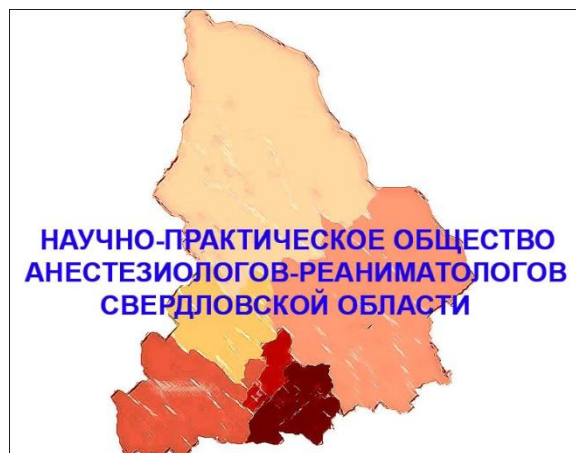 НАУЧНО-ПРАКТИЧЕСКОЕ ОБЩЕСТВО
АНЕСТЕЗИОЛОГОВ-РЕАНИМАТОЛОГОВ
СВЕРДЛОВСКОЙ ОБЛАСТИ